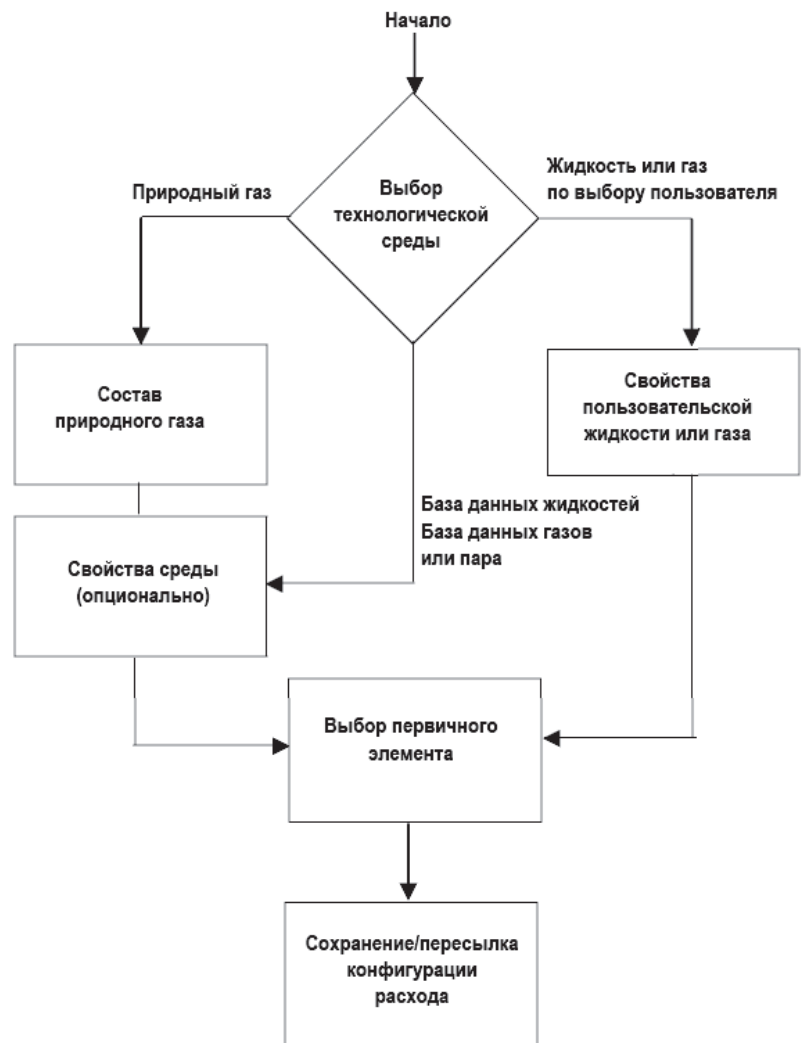 Начало
Природный газ
Выбор
технологической
среды
Жидкость или газ
по выбору пользователя
Состав
природного газа
Свойства
пользовательской
жидкости или газа
База данных жидкостей
База данных газов
или пара
Свойства среды
(опционально)
Выбор первичного
элемента
Сохранение/пересылка
конфигурации
расхода